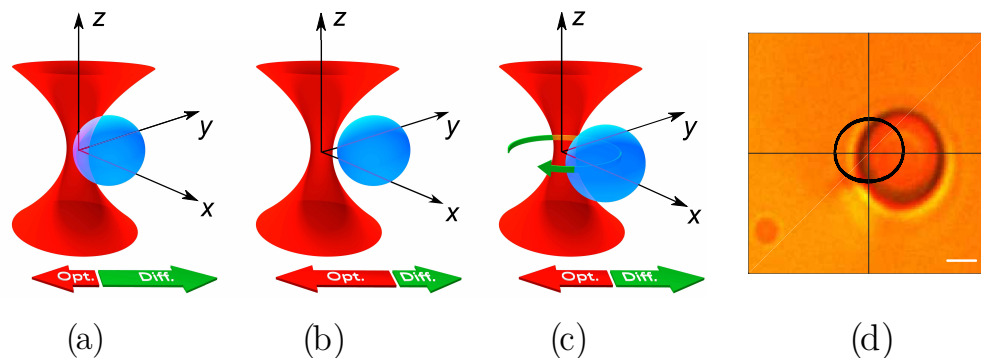 z
y
x
Opt. Diff.
(a)
z
y
x
Opt. Diff.
(b)
z
y
x
Opt. Diff.
(c)
(d)